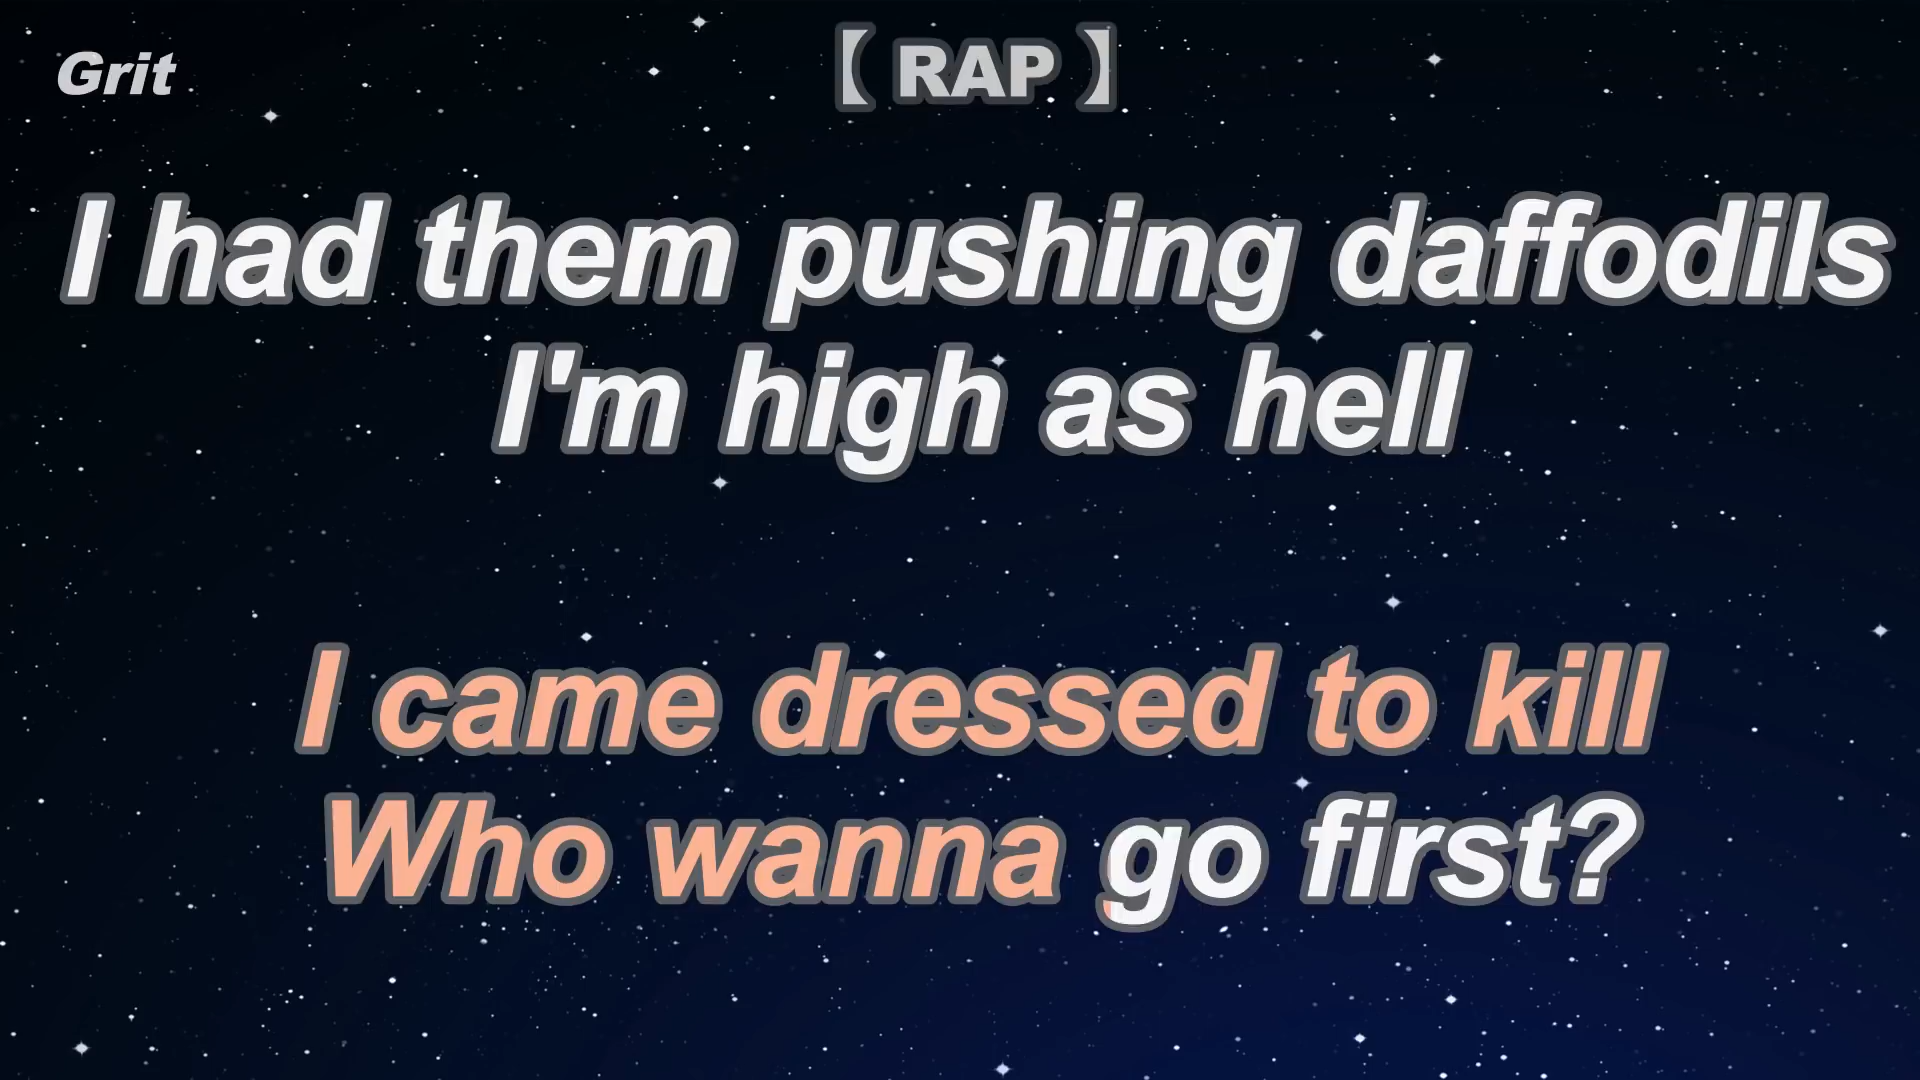 Grit
【 RAP 】
I had them pushing daffodils
I'm high as hell
I came dressed to kill
Who wanna go first?